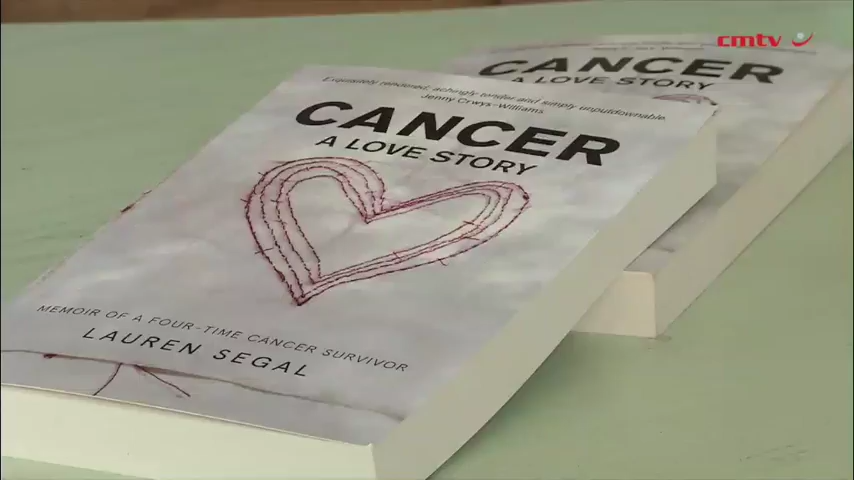 cmtv
CANCER
A LOVE STORY
Exquisitely rendered; achingly tender and simply unputdownable.
Jenny Crwys-Williams
CANCER
A LOVE STORY
MEMOIR OF A FOUR-TIME CANCER SURVIVOR
LAUREN SEGAL